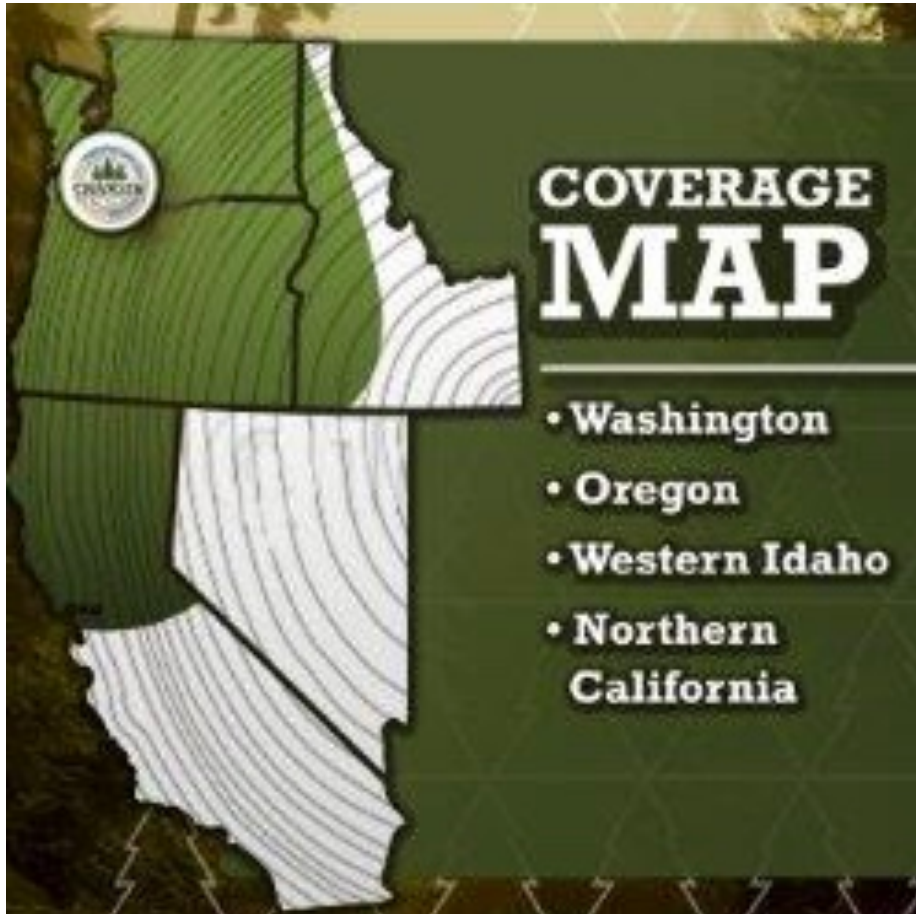 COVERAGE
MAP
• Washington
• Oregon
• Western Idaho
• Northern
California